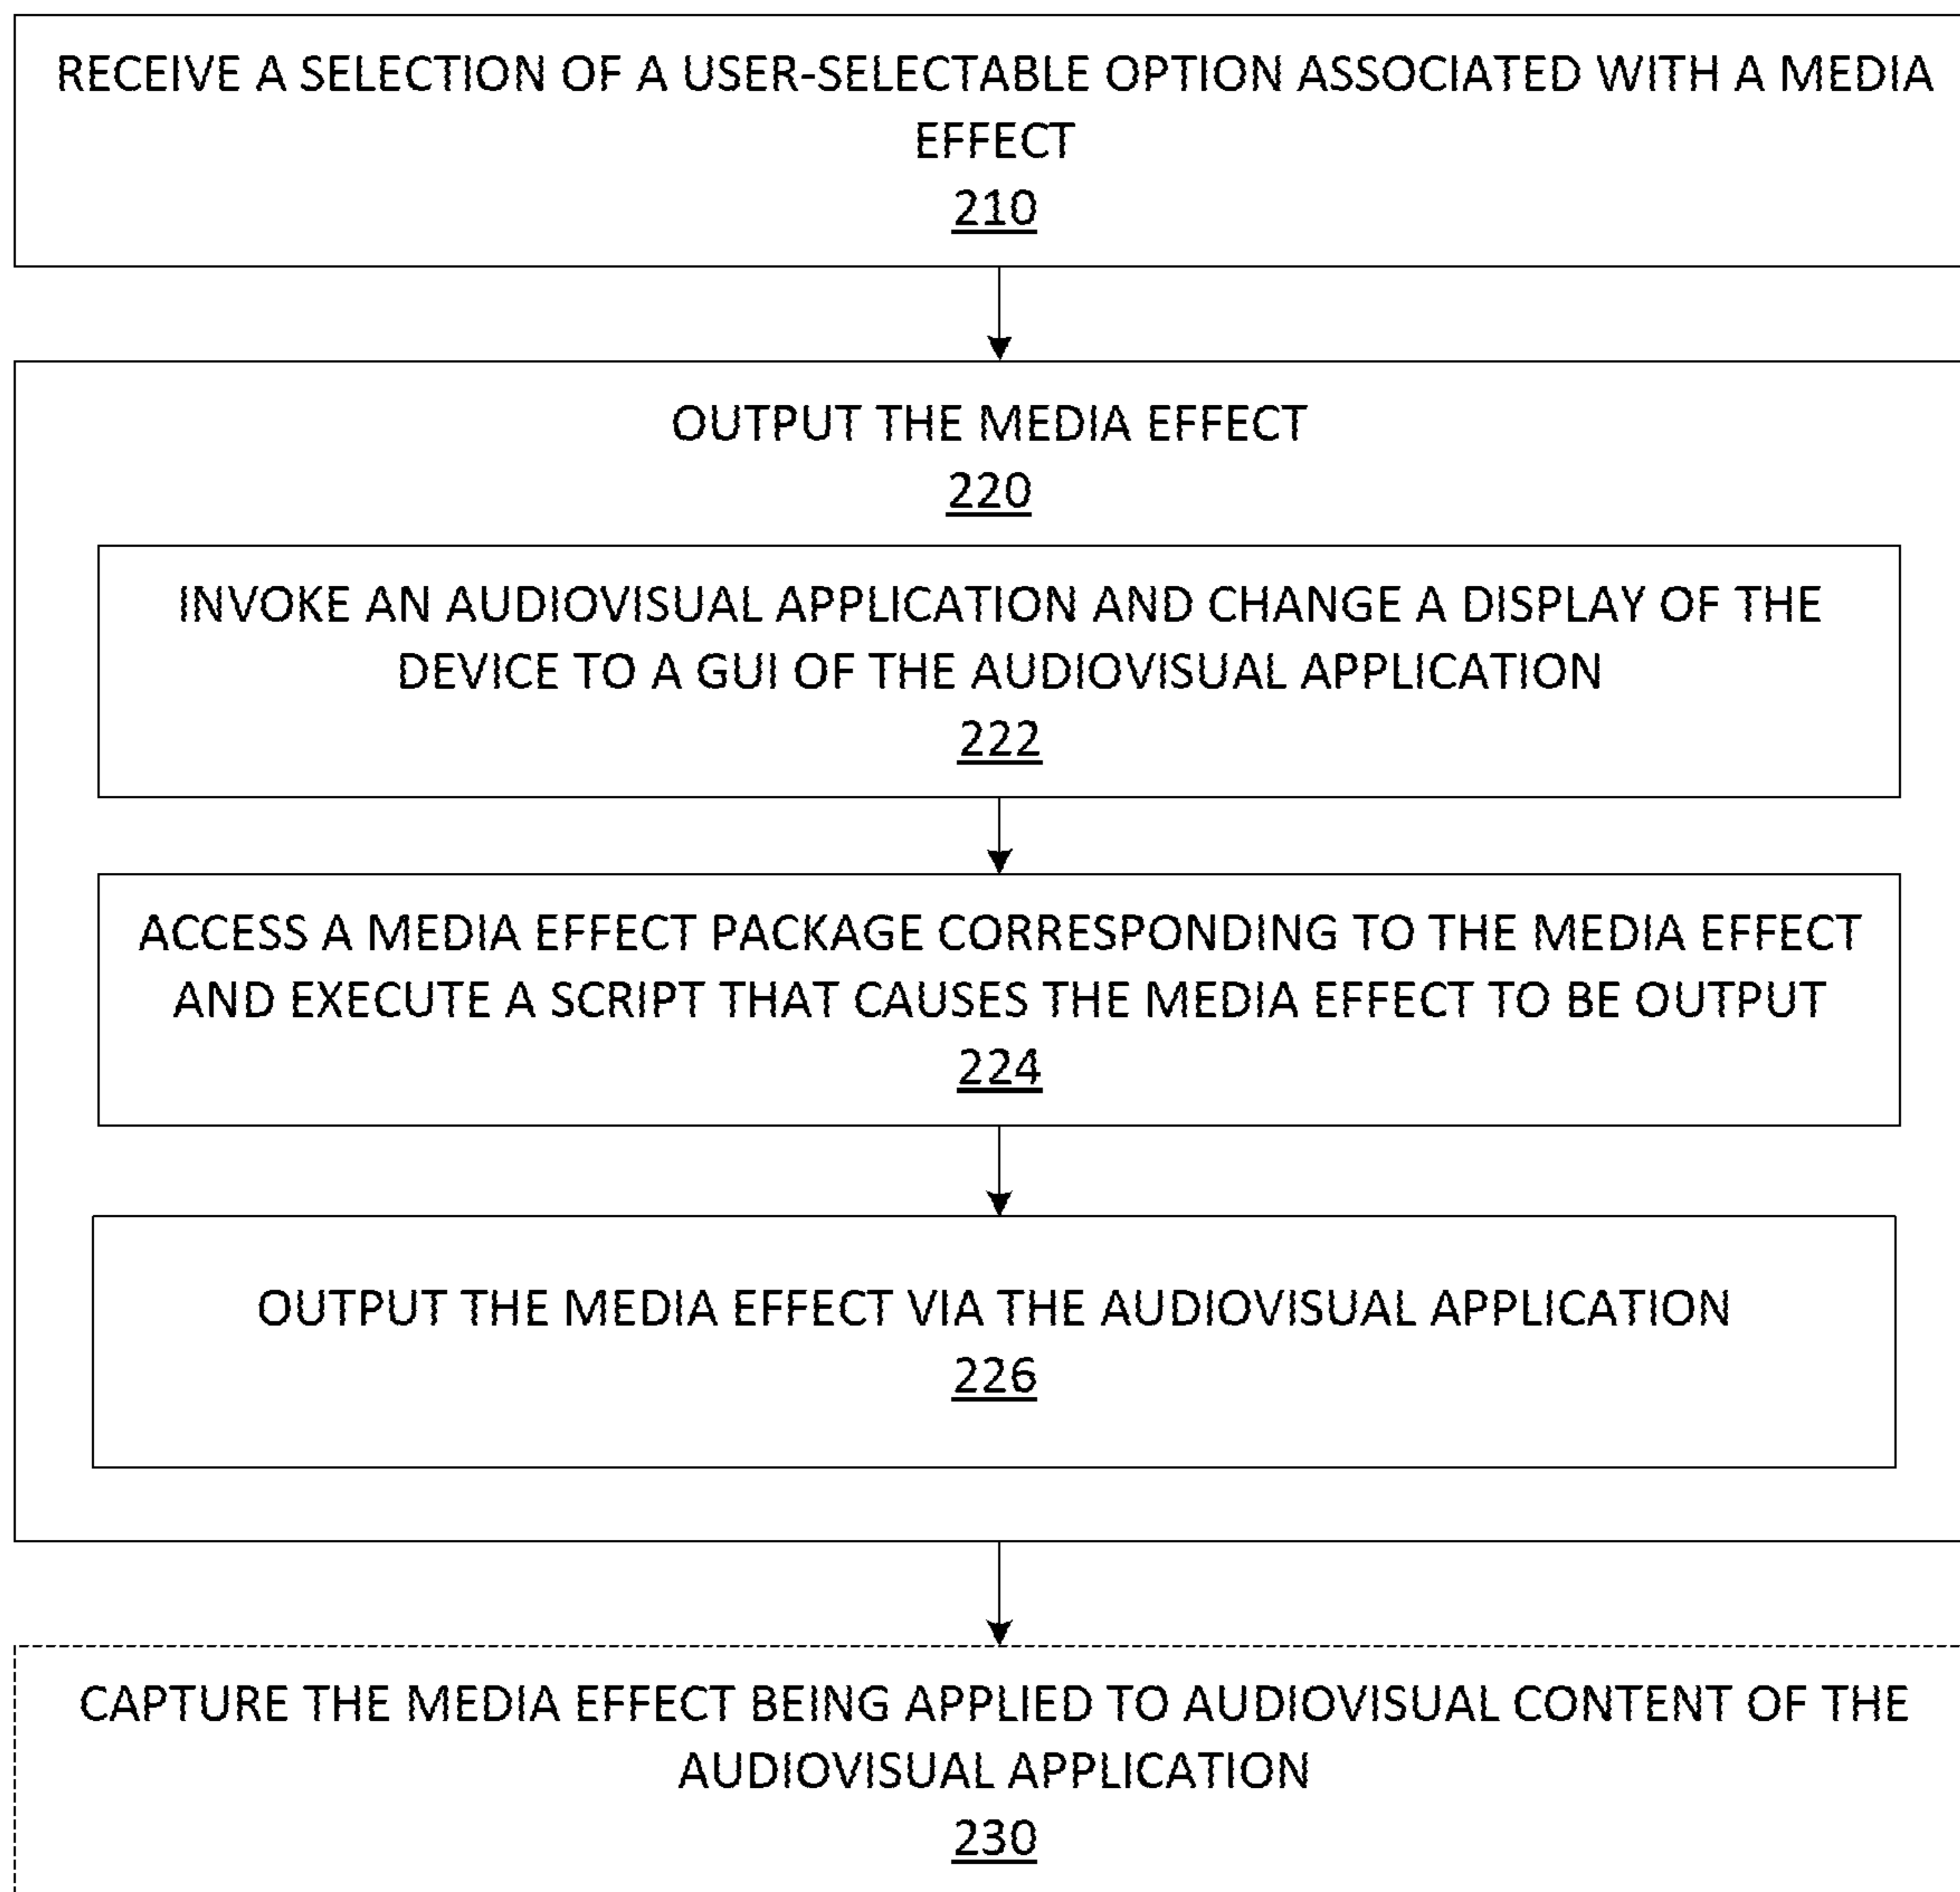 RECEIVE A SELECTION OF A USER-SELECTABLE OPTION ASSOCIATED WITH A MEDIA
EFFECT
210
OUTPUT THE MEDIA EFFECT
220
INVOKE AN AUDIOVISUAL APPLICATION AND CHANGE A DISPLAY OF THE
DEVICE TO A GUI OF THE AUDIOVISUAL APPLICATION
222
ACCESS A MEDIA EFFECT PACKAGE CORRESPONDING TO THE MEDIA EFFECT
AND EXECUTE A SCRIPT THAT CAUSES THE MEDIA EFFECT TO BE OUTPUT
224
OUTPUT THE MEDIA EFFECT VIA THE AUDIOVISUAL APPLICATION
226
CAPTURE THE MEDIA EFFECT BEING APPLIED TO AUDIOVISUAL CONTENT OF THE
AUDIOVISUAL APPLICATION
230